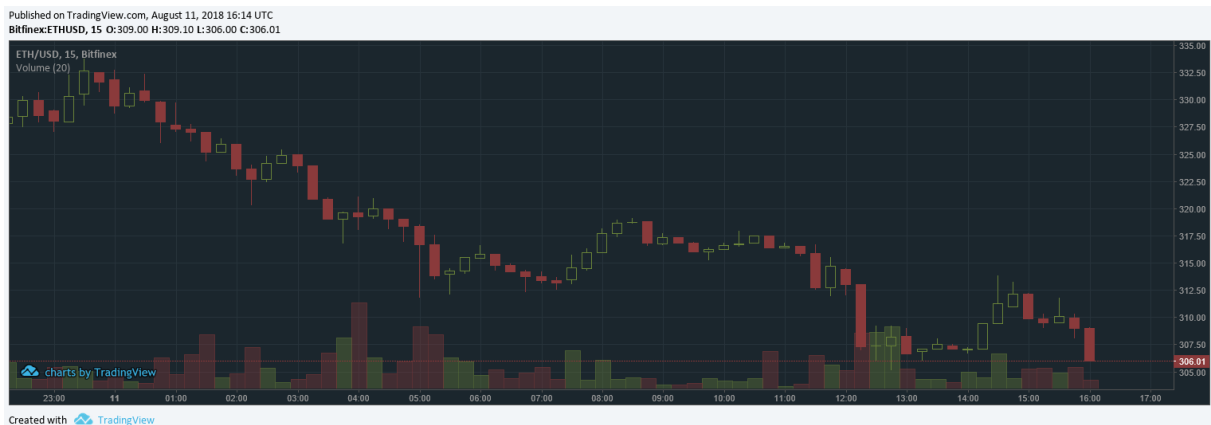 Published on TradingView.com, August 11, 2018 16:14 UTC
Bitfinex:ETHUSD, 15 O:309.00 H:309.10 L:306.00 C:306.01
ETH/USD, 15, Bitfinex
Volume (20)
335.00
332.50
330.00
327.50
325.00
322.50
320.00
317.50
315.00
312.50
310.00
307.50
306.01
305.00
charts by TradingView
23:00 11 01:00 02:00 03:00 04:00 05:00 06:00 07:00 08:00 09:00 10:00 11:00 12:00 13:00 14:00 15:00 16:00 17:00
Created with TradingView